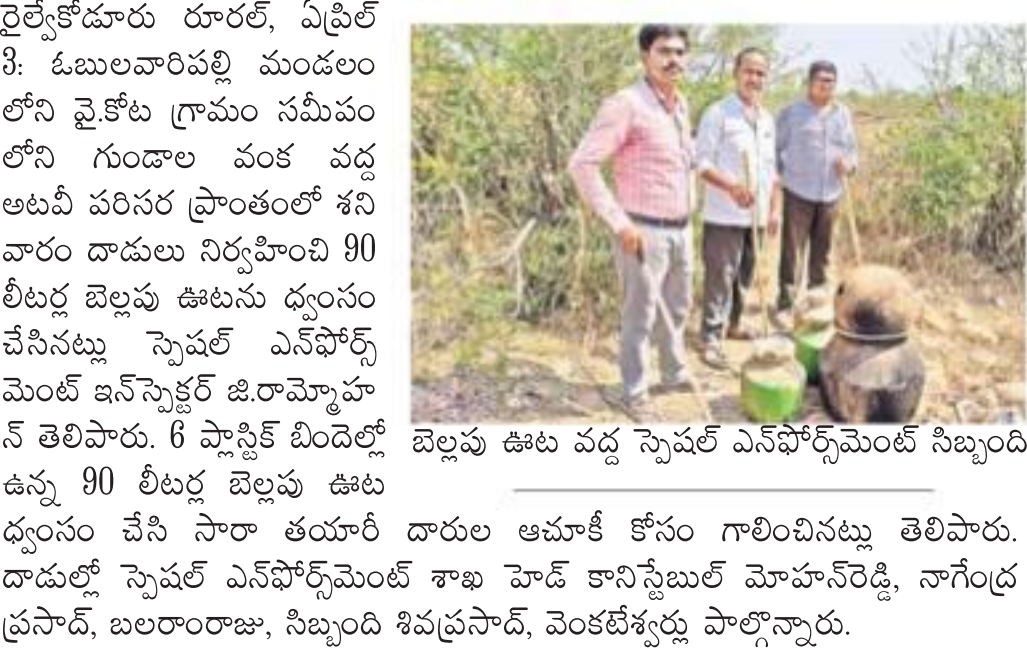 రైల్వేకోడూరు రూరల్, ఏప్రిల్
3: ఓబులవారిపల్లి మండలం
లోని వై.కోట గ్రామం సమీపం
లోని గుండాల వంక వద్ద
అటవీ పరిసర ప్రాంతంలో శని
వారం దాడులు నిర్వహించి 90
లీటర్ల బెల్లపు ఊటను ధ్వంసం
చేసినట్లు స్పెషల్ ఎన్‌ఫోర్స్
మెంట్ ఇన్‌స్పెక్టర్ జి.రామ్మోహ
న్ తెలిపారు. 6 ప్లాస్టిక్ బిందెల్లో
ఉన్న 90 లీటర్ల బెల్లపు ఊట
ధ్వంసం చేసి సారా తయారీ దారుల ఆచూకీ కోసం గాలించినట్లు తెలిపారు.
దాడుల్లో స్పెషల్ ఎన్‌ఫోర్స్‌మెంట్ శాఖ హెడ్ కానిస్టేబుల్ మోహన్‌రెడ్డి, నాగేంద్ర
ప్రసాద్, బలరాంరాజు, సిబ్బంది శివప్రసాద్, వెంకటేశ్వర్లు పాల్గొన్నారు.
బెల్లపు ఊట వద్ద స్పెషల్ ఎన్‌ఫోర్స్‌మెంట్ సిబ్బంది